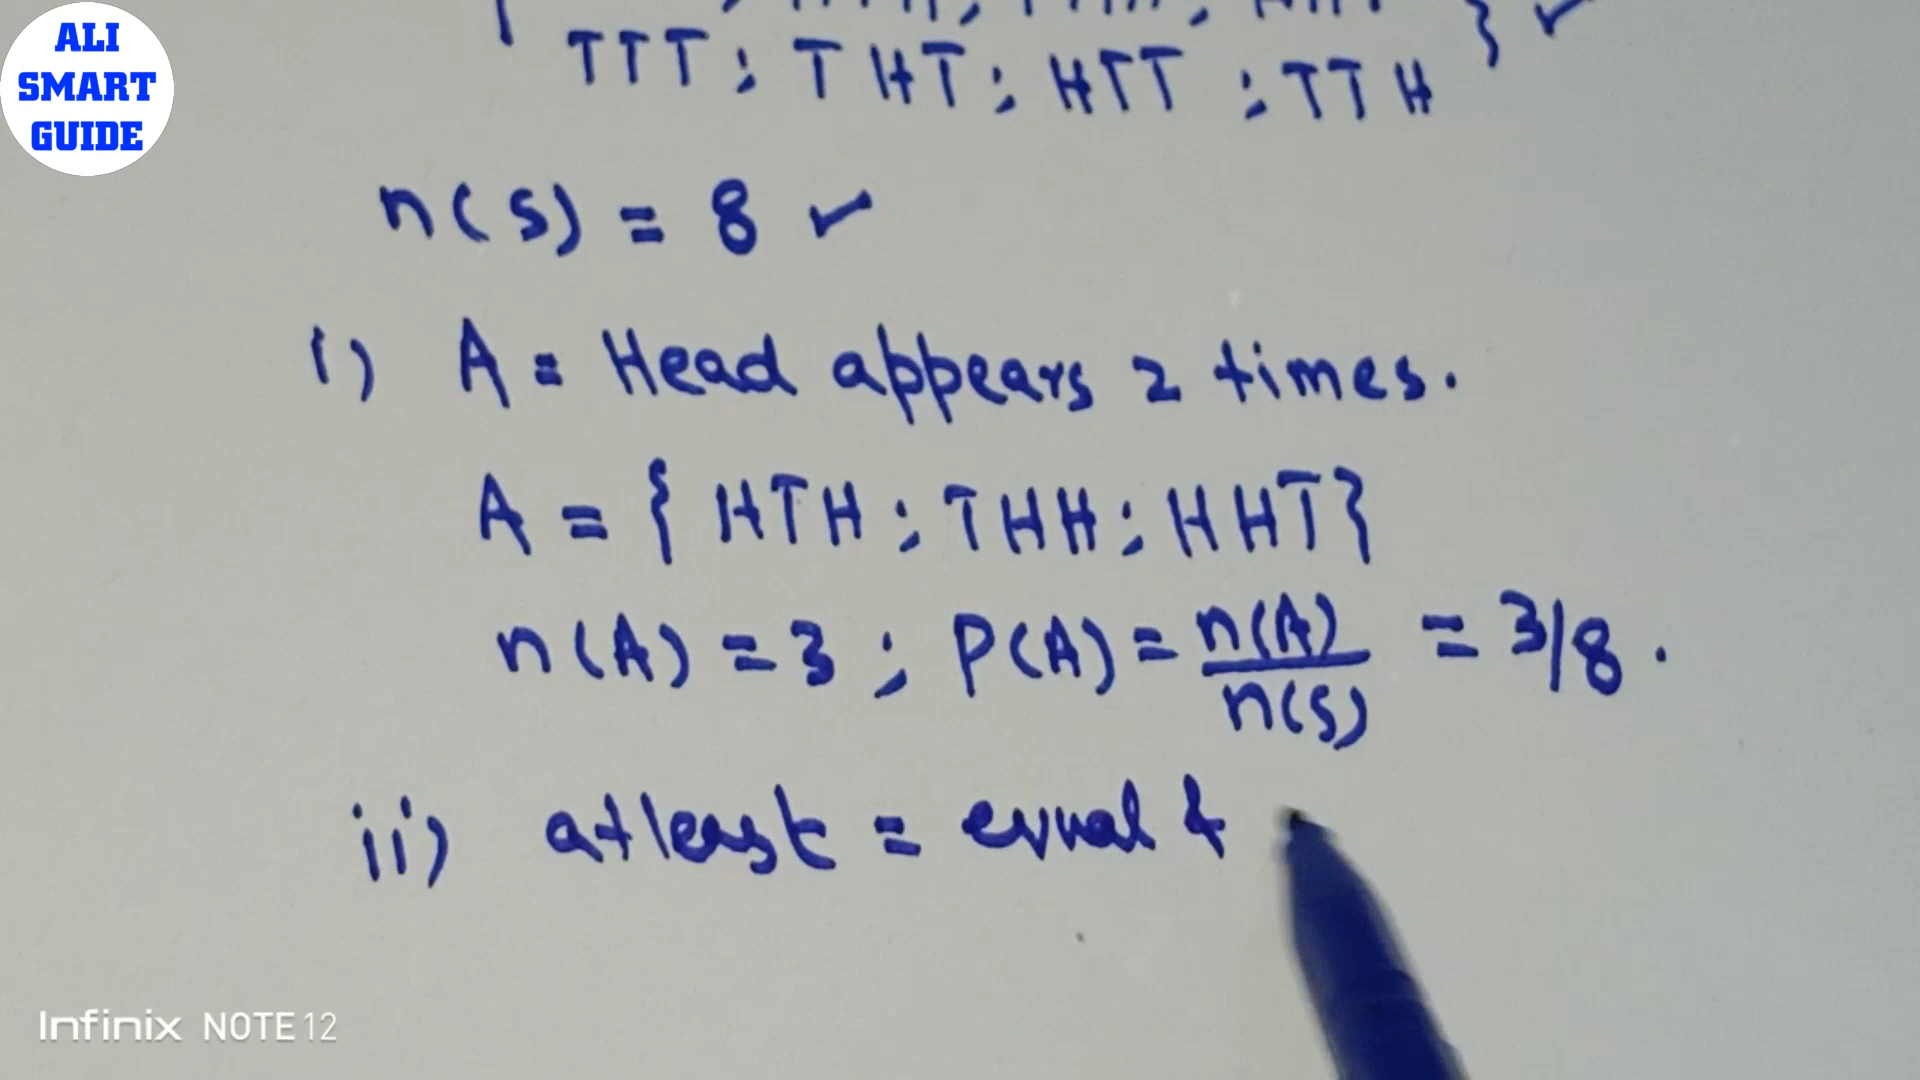 ALI
SMART
GUIDE
TTT ; THT ; HTT ; TTH }
n(S) = 8 ✓
i) A = Head appears 2 times.
A = { HTH ; THH ; HHT }
n(A) = 3 ; P(A) = n(A)/n(S) = 3/8 .
ii) atleast = equal &
Infinix NOTE 12